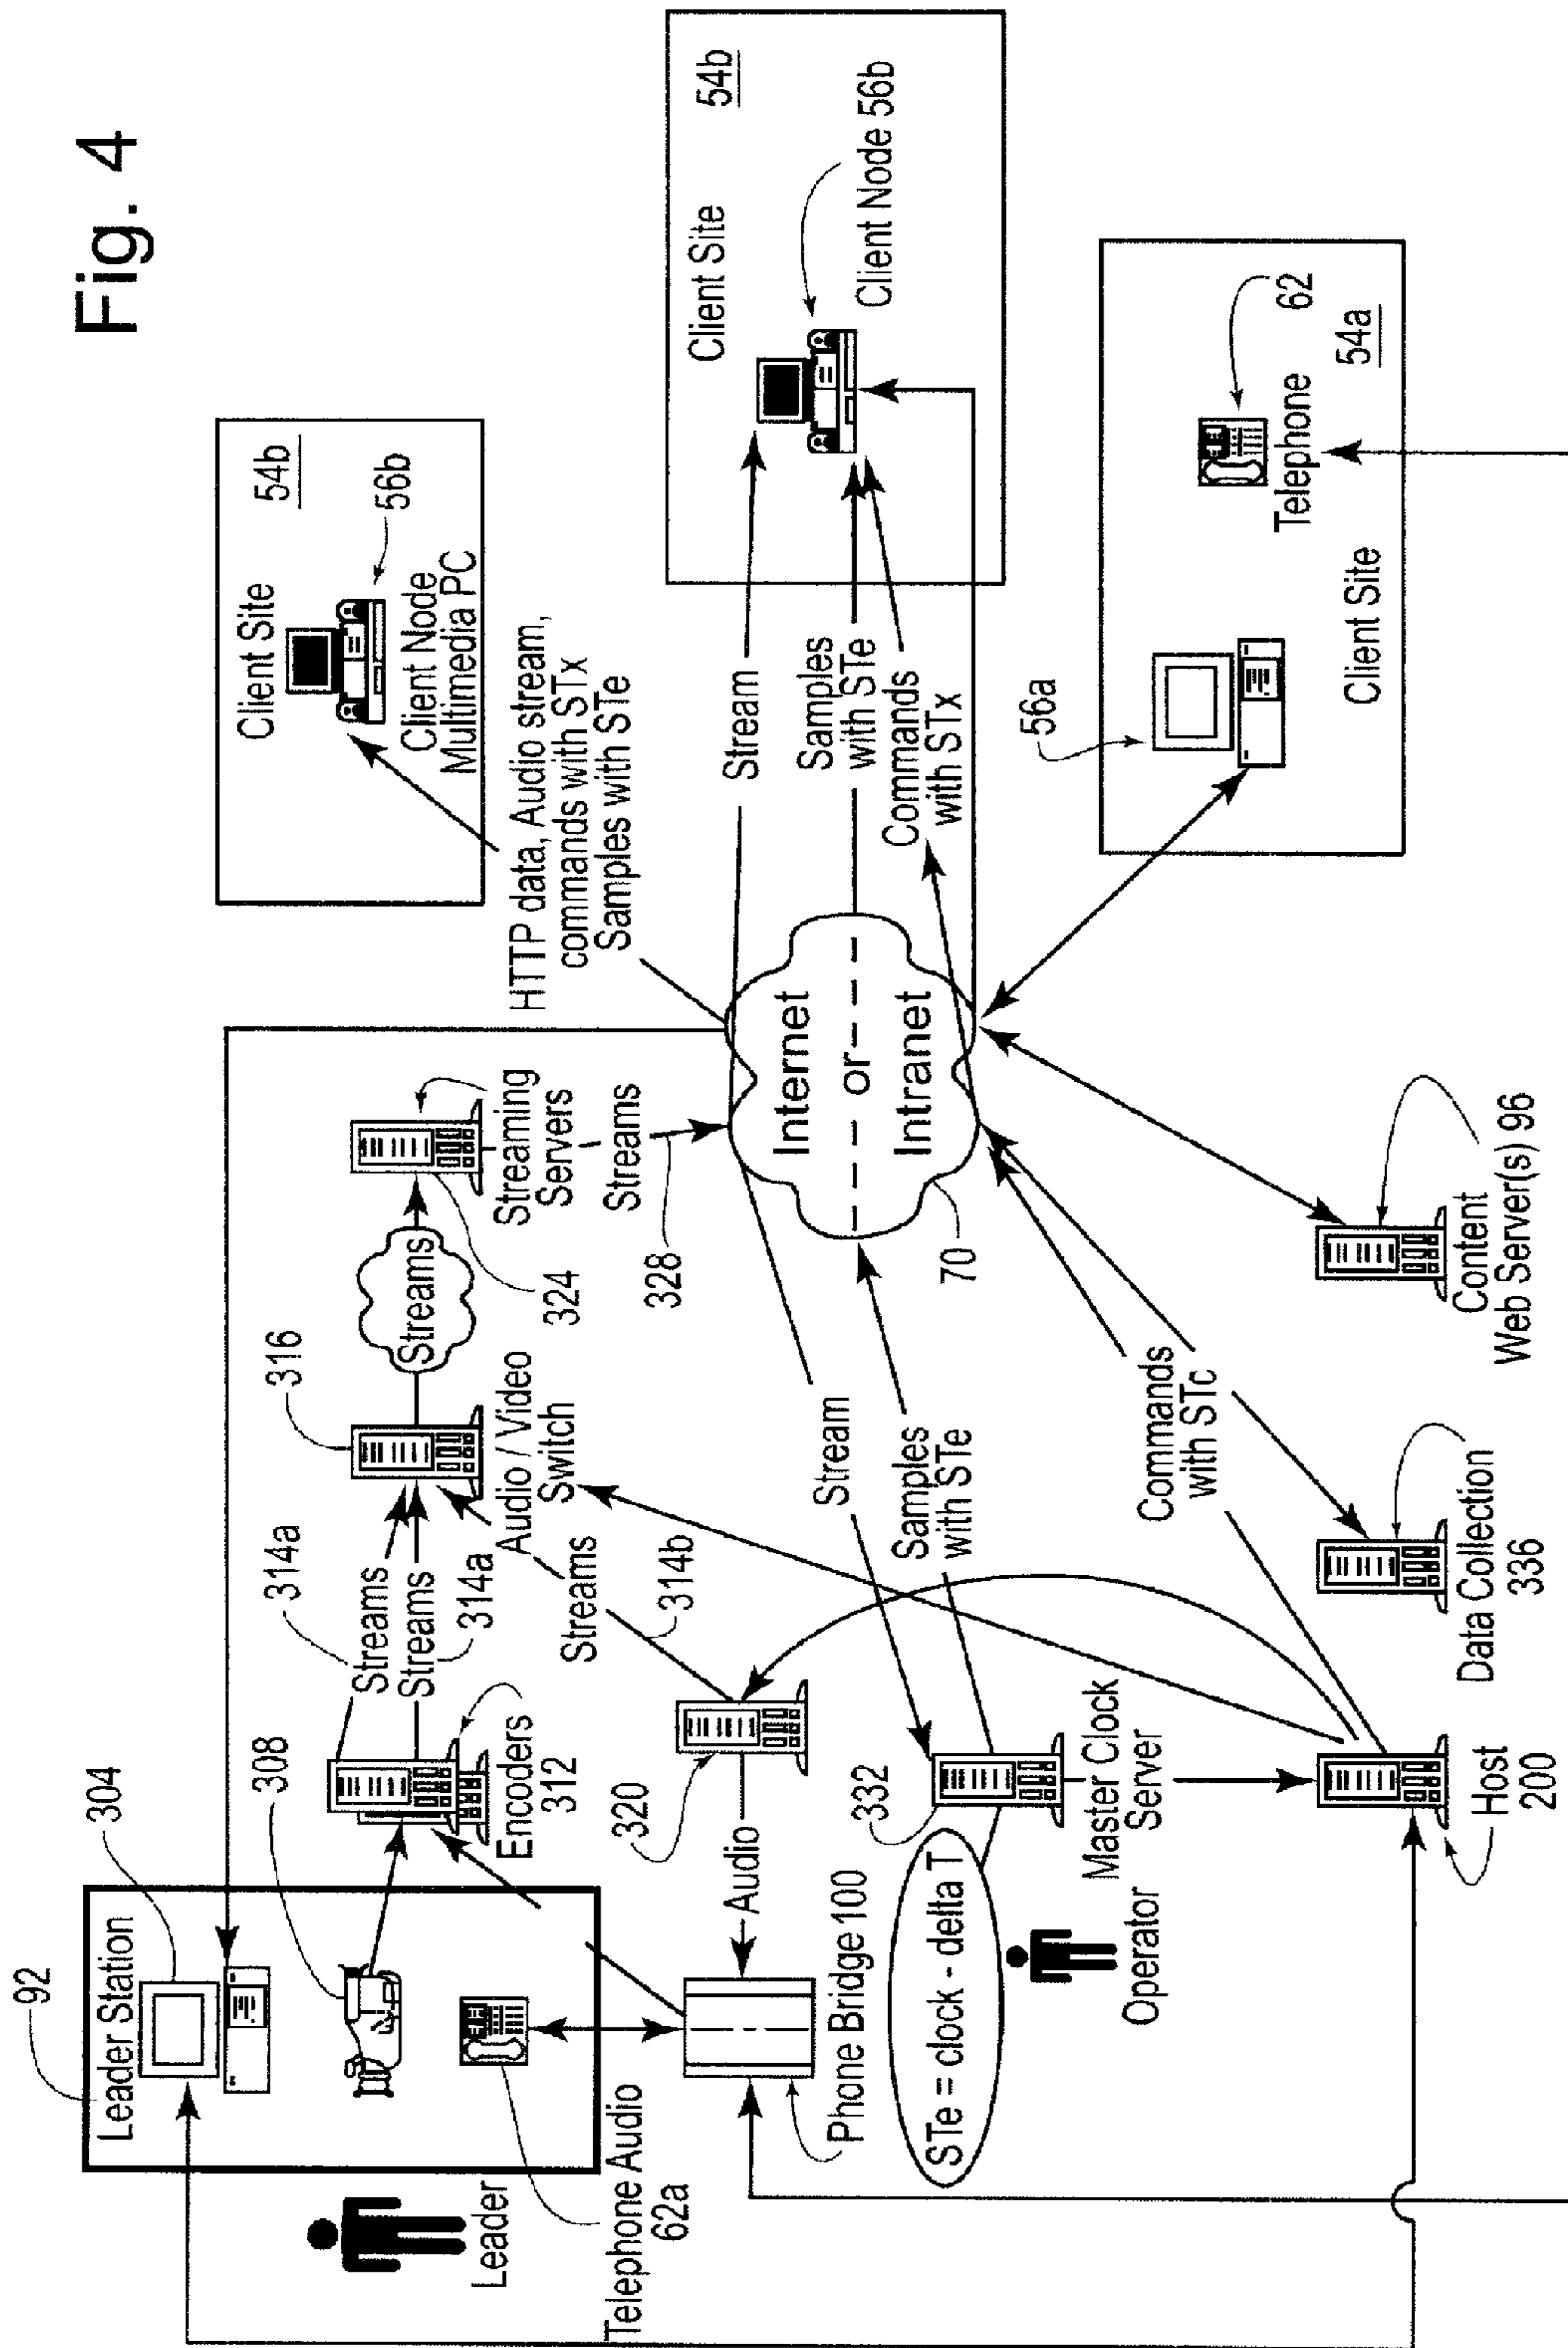 Fig. 4
92
Leader Station
304
308
Leader
Telephone Audio
62a
Encoders
312
314a
Streams
Streams
314a
316
Audio / Video
Switch
Streams
314b
Streams
324
Streaming
Servers
Streams
328
320
Audio
Phone Bridge 100
STe = clock - delta T
Operator
332
Master Clock
Server
Host
200
Stream
Samples
with STe
Commands
with STc
Data Collection
336
Content
Web Server(s) 96
70
Internet
or
Intranet
HTTP data, Audio stream,
commands with STx
Samples with STe
Client Site
54b
56b
Client Node
Multimedia PC
Stream
Samples
with STe
Commands
with STx
Client Site
54b
Client Node 56b
56a
Client Site
Telephone
62
54a